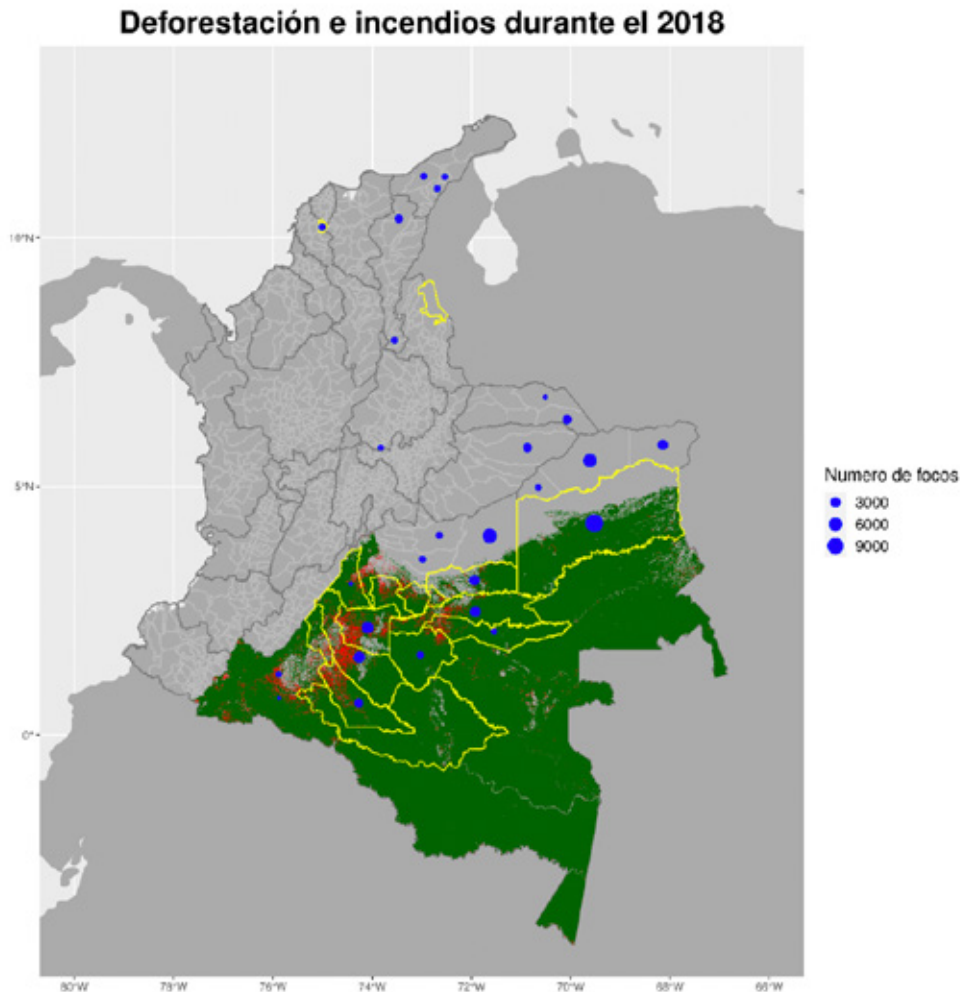 Deforestación e incendios durante el 2018
10°N
5°N
0°
80°W 78°W 76°W 74°W 72°W 70°W 68°W 66°W
Numero de focos
3000
6000
9000